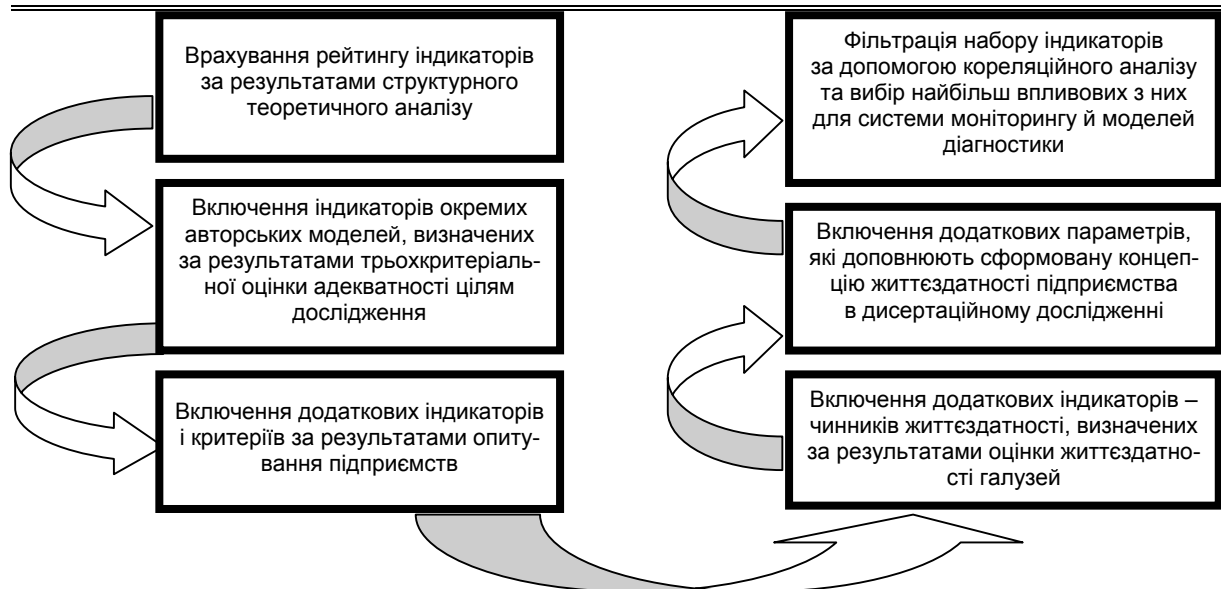 Врахування рейтингу індикаторів
за результатами структурного
теоретичного аналізу
Включення індикаторів окремих
авторських моделей, визначених
за результатами трьохкритеріаль-
ної оцінки адекватності цілям
дослідження
Включення додаткових індикаторів
і критеріїв за результатами опиту-
вання підприємств
Включення додаткових індикаторів –
чинників життєздатності, визначених
за результатами оцінки життєздатно-
сті галузей
Включення додаткових параметрів,
які доповнюють сформовану концеп-
цію життєздатності підприємства
в дисертаційному дослідженні
Фільтрація набору індикаторів
за допомогою кореляційного аналізу
та вибір найбільш впливових з них
для системи моніторингу й моделей
діагностики